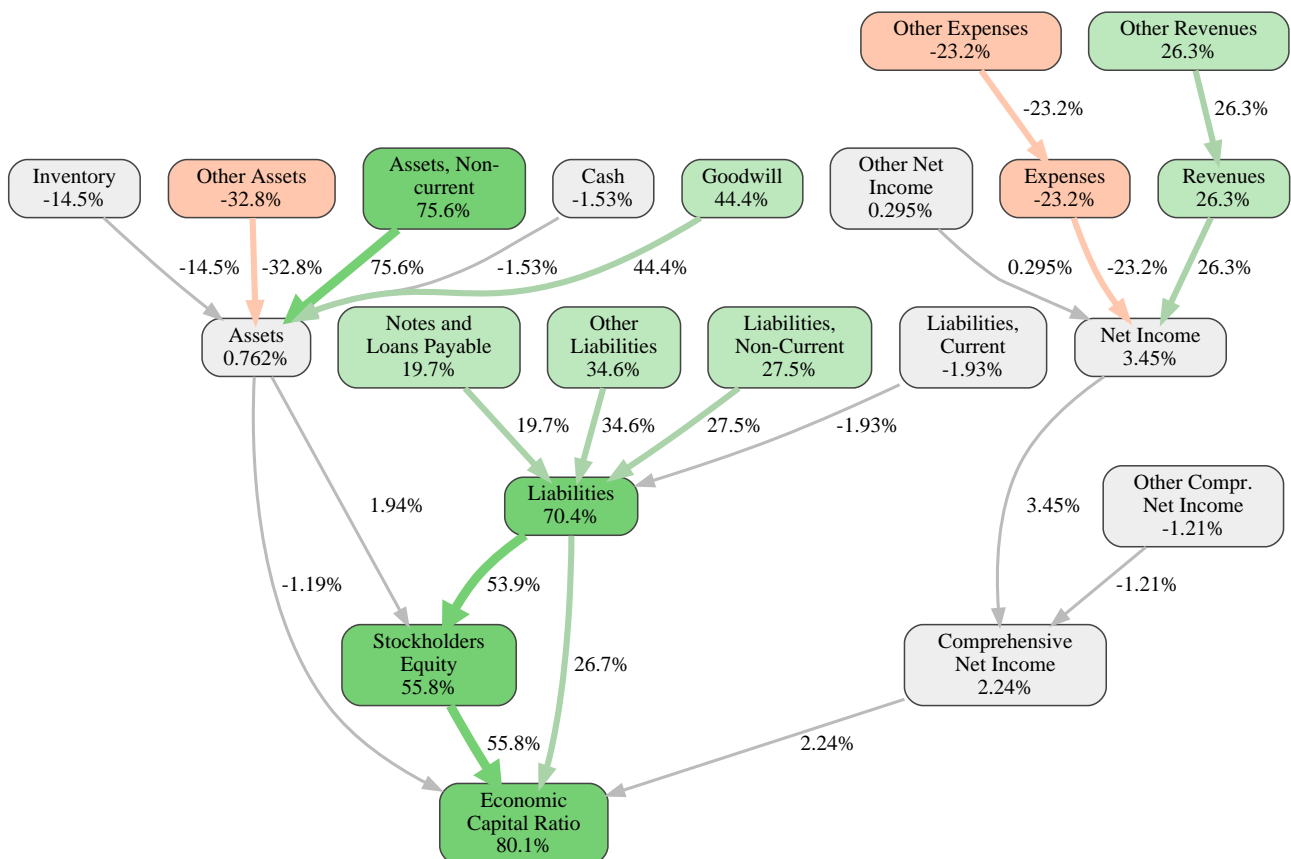 Other Expenses
-23.2%
Other Revenues
26.3%
-23.2%
26.3%
Inventory
-14.5%
Other Assets
-32.8%
Assets, Non-
current
75.6%
Cash
-1.53%
Goodwill
44.4%
Other Net
Income
0.295%
Expenses
-23.2%
Revenues
26.3%
-14.5%
-32.8%
75.6%
-1.53%
44.4%
0.295%
-23.2%
26.3%
Assets
0.762%
Notes and
Loans Payable
19.7%
Other
Liabilities
34.6%
Liabilities,
Non-Current
27.5%
Liabilities,
Current
-1.93%
Net Income
3.45%
19.7%
34.6%
27.5%
-1.93%
1.94%
Liabilities
70.4%
3.45%
Other Compr.
Net Income
-1.21%
-1.19%
53.9%
-1.21%
Stockholders
Equity
55.8%
26.7%
Comprehensive
Net Income
2.24%
55.8%
2.24%
Economic
Capital Ratio
80.1%